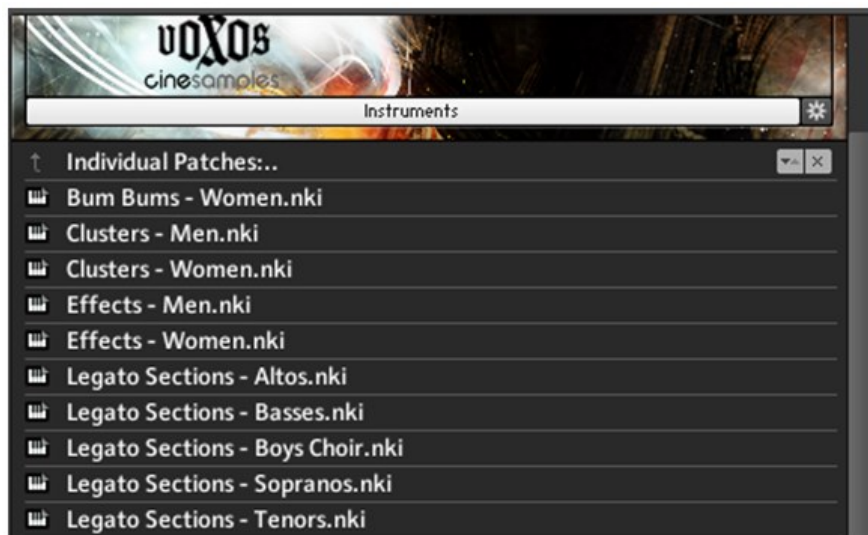 voXos
cinesamples
Instruments
Individual Patches:..
Bum Bums - Women.nki
Clusters - Men.nki
Clusters - Women.nki
Effects - Men.nki
Effects - Women.nki
Legato Sections - Altos.nki
Legato Sections - Basses.nki
Legato Sections - Boys Choir.nki
Legato Sections - Sopranos.nki
Legato Sections - Tenors.nki